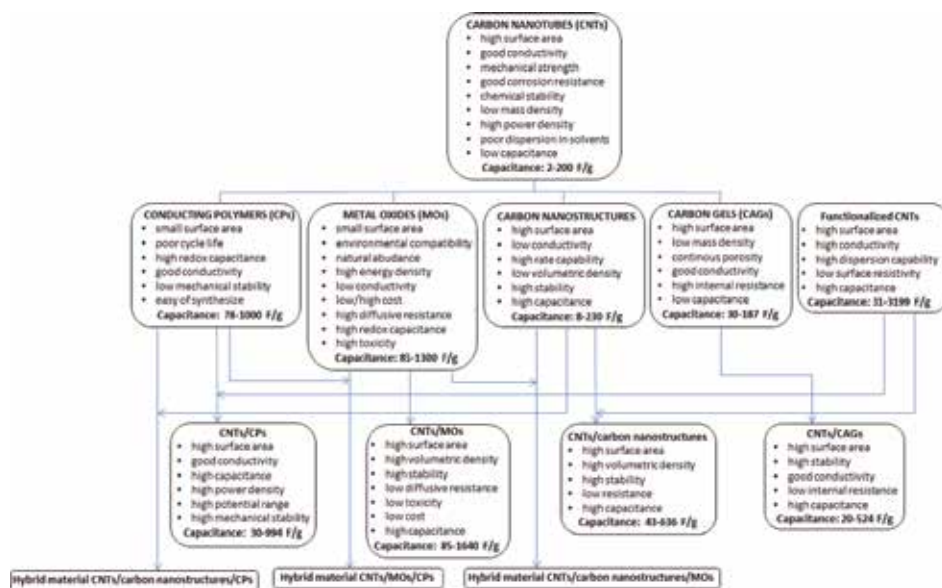 CARBON NANOTUBES (CNTs)
• high surface area
• good conductivity
• mechanical strength
• good corrosion resistance
• chemical stability
• low mass density
• high power density
• poor dispersion in solvents
• low capacitance
Capacitance: 2-200 F/g
CONDUCTING POLYMERS (CPs)
• small surface area
• poor cycle life
• high redox capacitance
• good conductivity
• low mechanical stability
• easy of synthesize
Capacitance: 78-1000 F/g
METAL OXIDES (MOs)
• small surface area
• environmental compatibility
• natural abudance
• high energy density
• low conductivity
• low/high cost
• high diffusive resistance
• high redox capacitance
• high toxicity
Capacitance: 85-1300 F/g
CARBON NANOSTRUCTURES
• high surface area
• low conductivity
• high rate capability
• low volumetric density
• high stability
• high capacitance
Capacitance: 8-230 F/g
CARBON GELS (CAGs)
• high surface area
• low mass density
• continous porosity
• good conductivity
• high internal resistance
• low capacitance
Capacitance: 30-187 F/g
Functionalized CNTs
• high surface area
• high conductivity
• high dispersion capability
• low surface resistivity
• high capacitance
Capacitance: 31-3199 F/g
CNTs/CPs
• high surface area
• good conductivity
• high capacitance
• high power density
• high potential range
• high mechanical stability
Capacitance: 30-994 F/g
CNTs/MOs
• high surface area
• high volumetric density
• high stability
• low diffusive resistance
• low toxicity
• low cost
• high capacitance
Capacitance: 85-1640 F/g
CNTs/carbon nanostructures
• high surface area
• high volumetric density
• high stability
• low resistance
• high capacitance
Capacitance: 43-636 F/g
CNTs/CAGs
• high surface area
• high stability
• good conductivity
• low internal resistance
• high capacitance
Capacitance: 20-524 F/g
Hybrid material CNTs/carbon nanostructures/CPs
Hybrid material CNTs/MOs/CPs
Hybrid material CNTs/carbon nanostructures/MOs